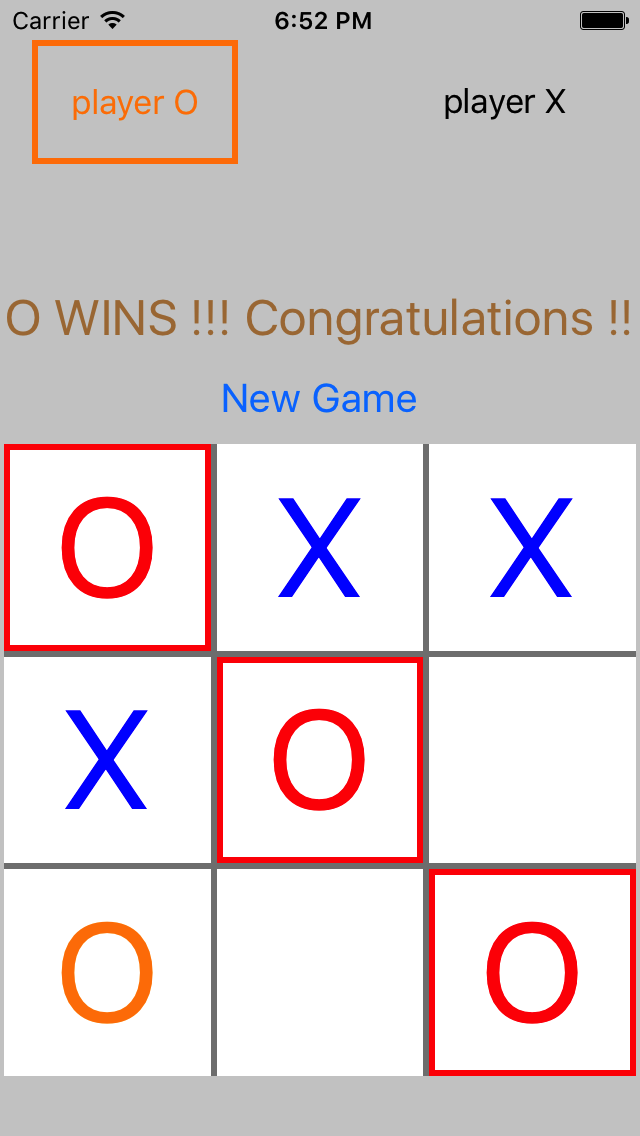 Carrier 6:52 PM
player O player X
O WINS !!! Congratulations !!
New Game
O X X
X O
O O